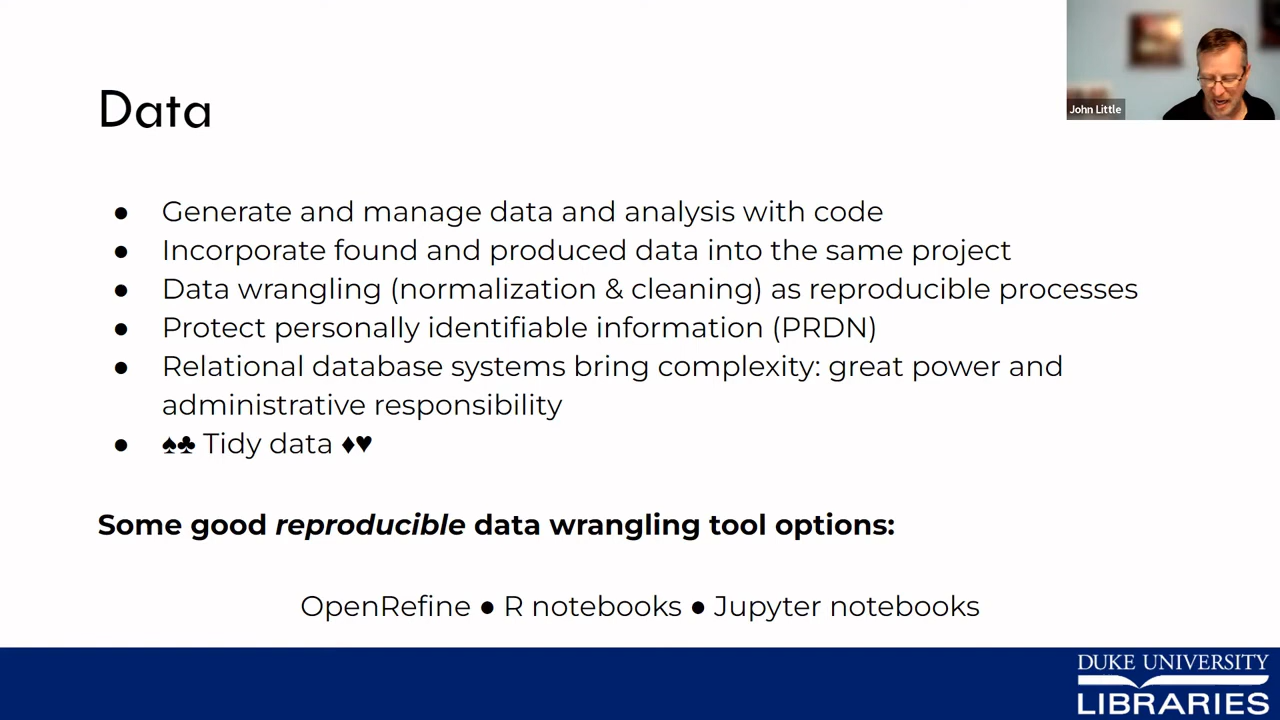 John Little
Data
● Generate and manage data and analysis with code
● Incorporate found and produced data into the same project
● Data wrangling (normalization & cleaning) as reproducible processes
● Protect personally identifiable information (PRDN)
● Relational database systems bring complexity: great power and
administrative responsibility
● ♠♣ Tidy data ♦♥
Some good reproducible data wrangling tool options:
OpenRefine ● R notebooks ● Jupyter notebooks
DUKE UNIVERSITY
LIBRARIES